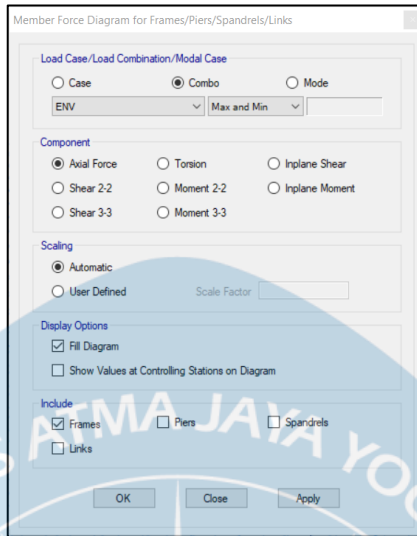 Member Force Diagram for Frames/Piers/Spandrels/Links
Load Case/Load Combination/Modal Case
Case Combo Mode
ENV Max and Min
Component
Axial Force Torsion Inplane Shear
Shear 2-2 Moment 2-2 Inplane Moment
Shear 3-3 Moment 3-3
Scaling
Automatic
User Defined Scale Factor
Display Options
Fill Diagram
Show Values at Controlling Stations on Diagram
Include
Frames Piers Spandrels
Links
OK Close Apply
S ATMA JAYA YO